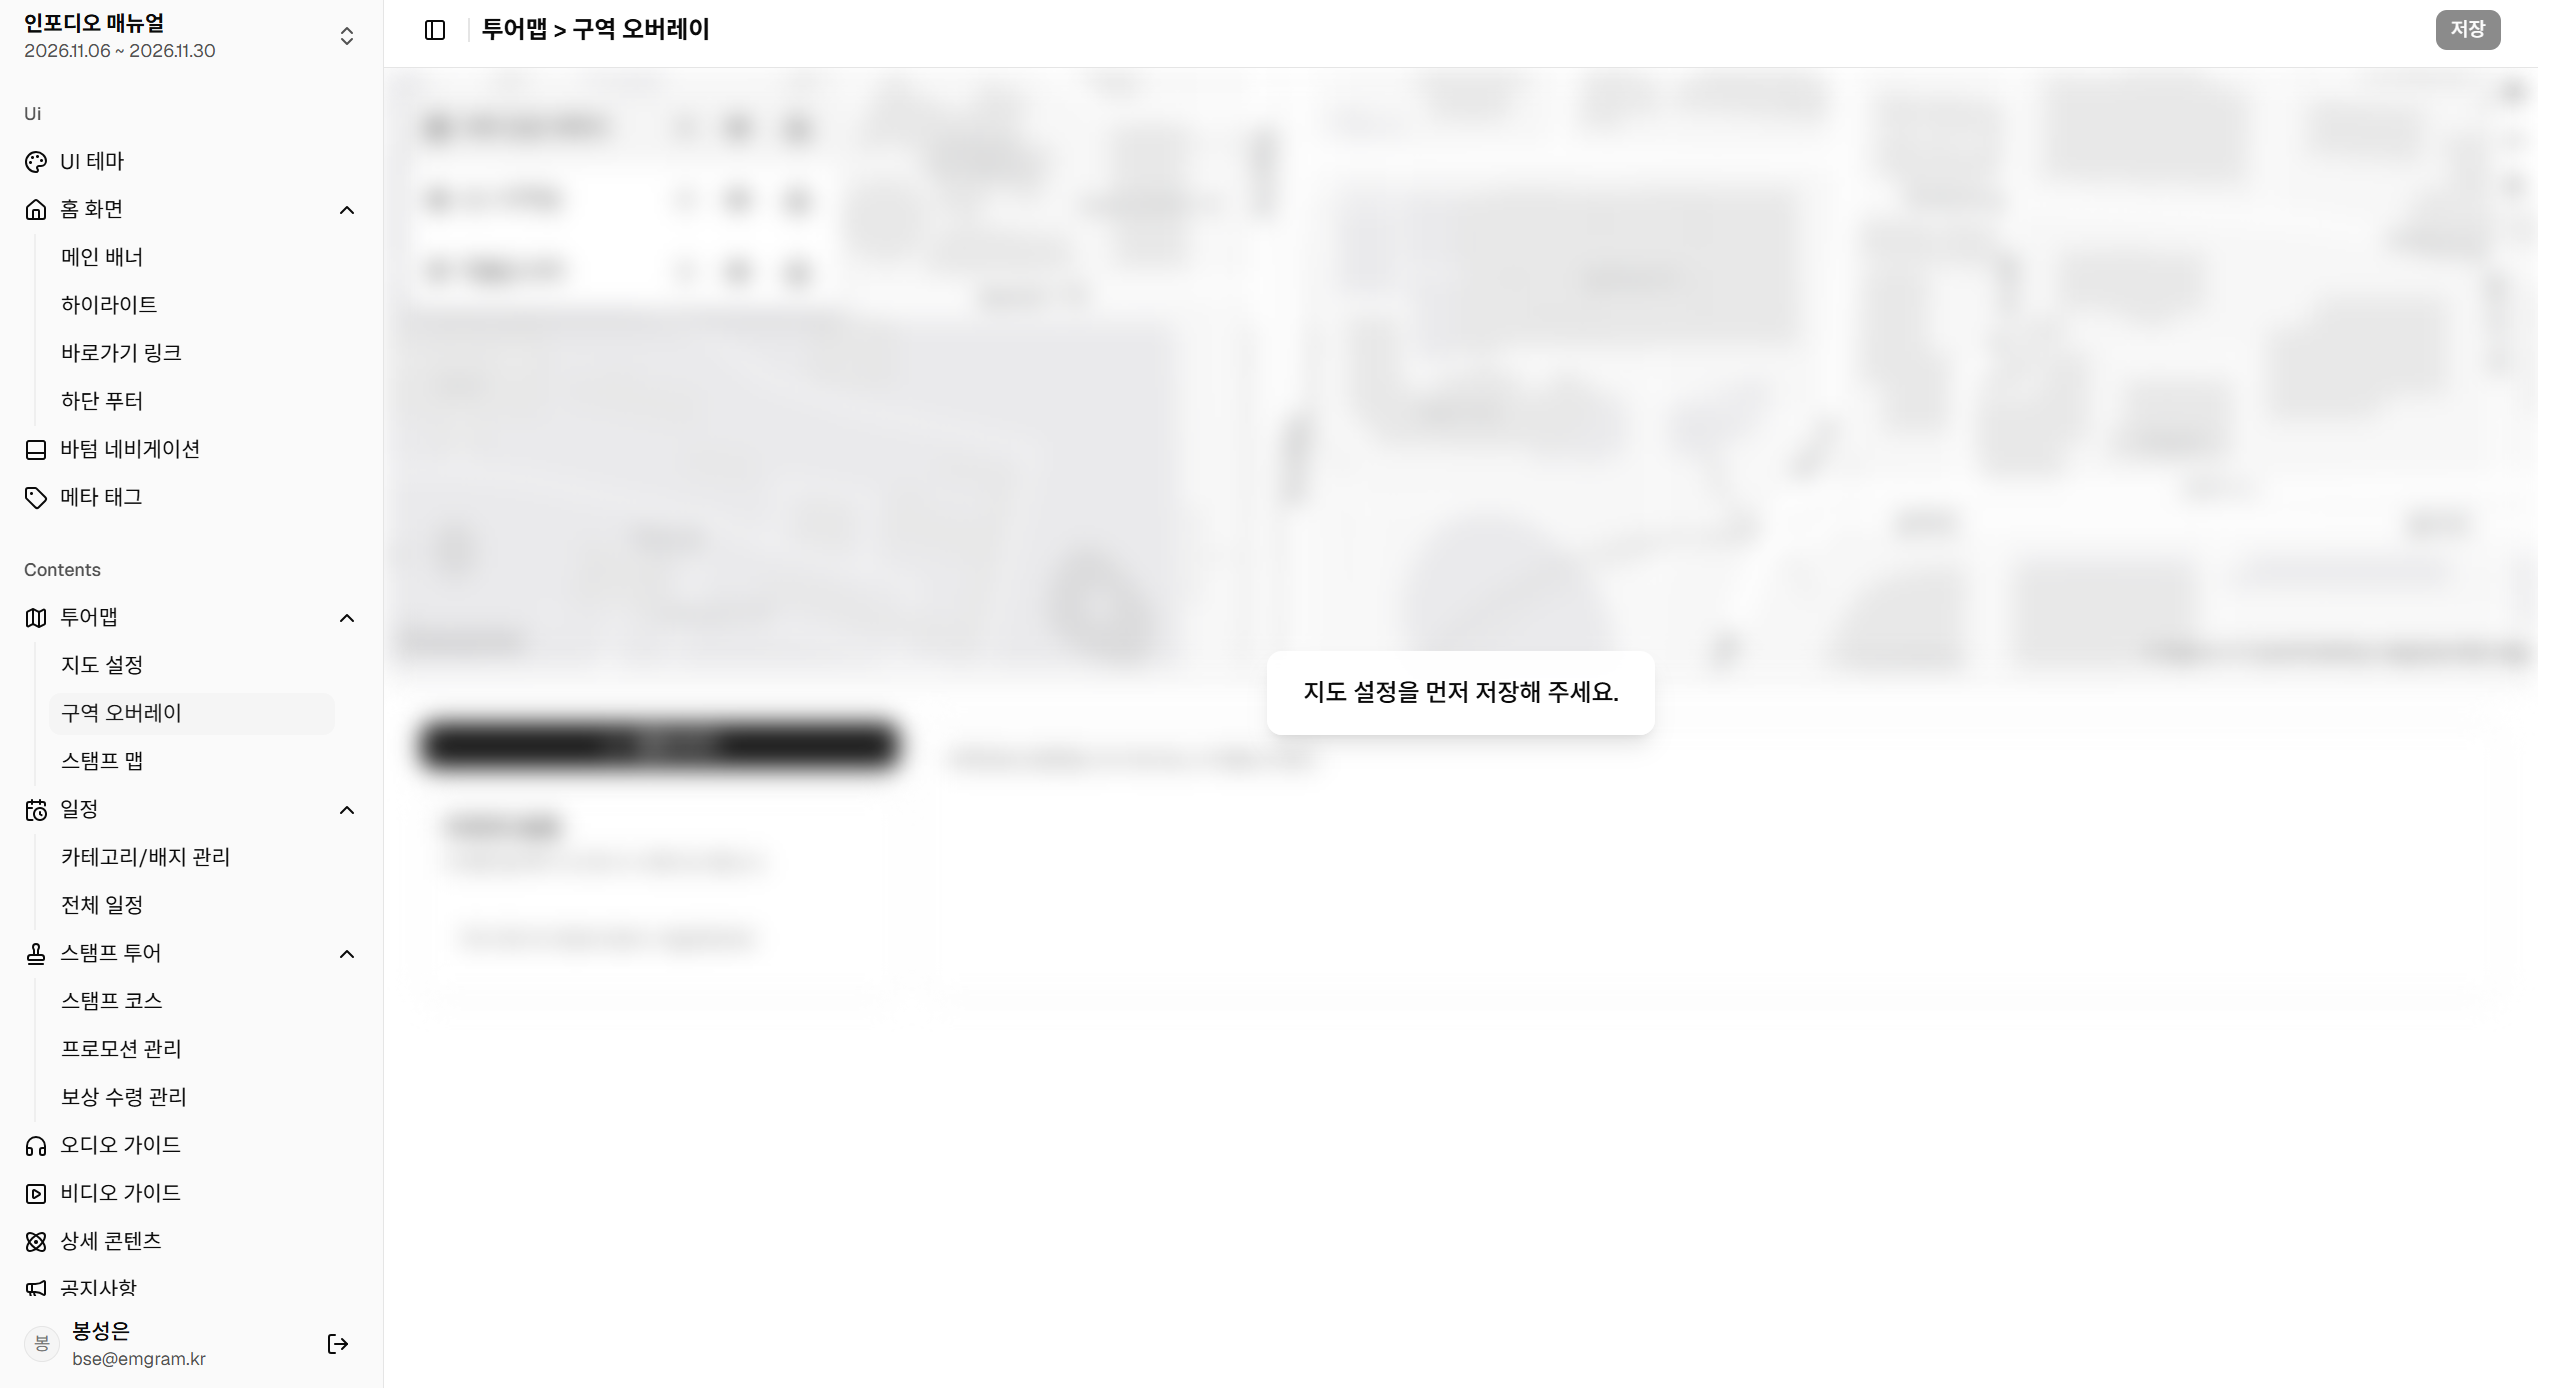 인포디오 매뉴얼
2026.11.06 ~ 2026.11.30
Ui
UI 테마
홈 화면
메인 배너
하이라이트
바로가기 링크
하단 푸터
바텀 네비게이션
메타 태그
Contents
투어맵
지도 설정
구역 오버레이
스탬프 맵
일정
카테고리/배지 관리
전체 일정
스탬프 투어
스탬프 코스
프로모션 관리
보상 수령 관리
오디오 가이드
비디오 가이드
상세 콘텐츠
공지사항
봉
봉성은
bse@emgram.kr
투어맵 > 구역 오버레이
저장
지도 설정을 먼저 저장해 주세요.